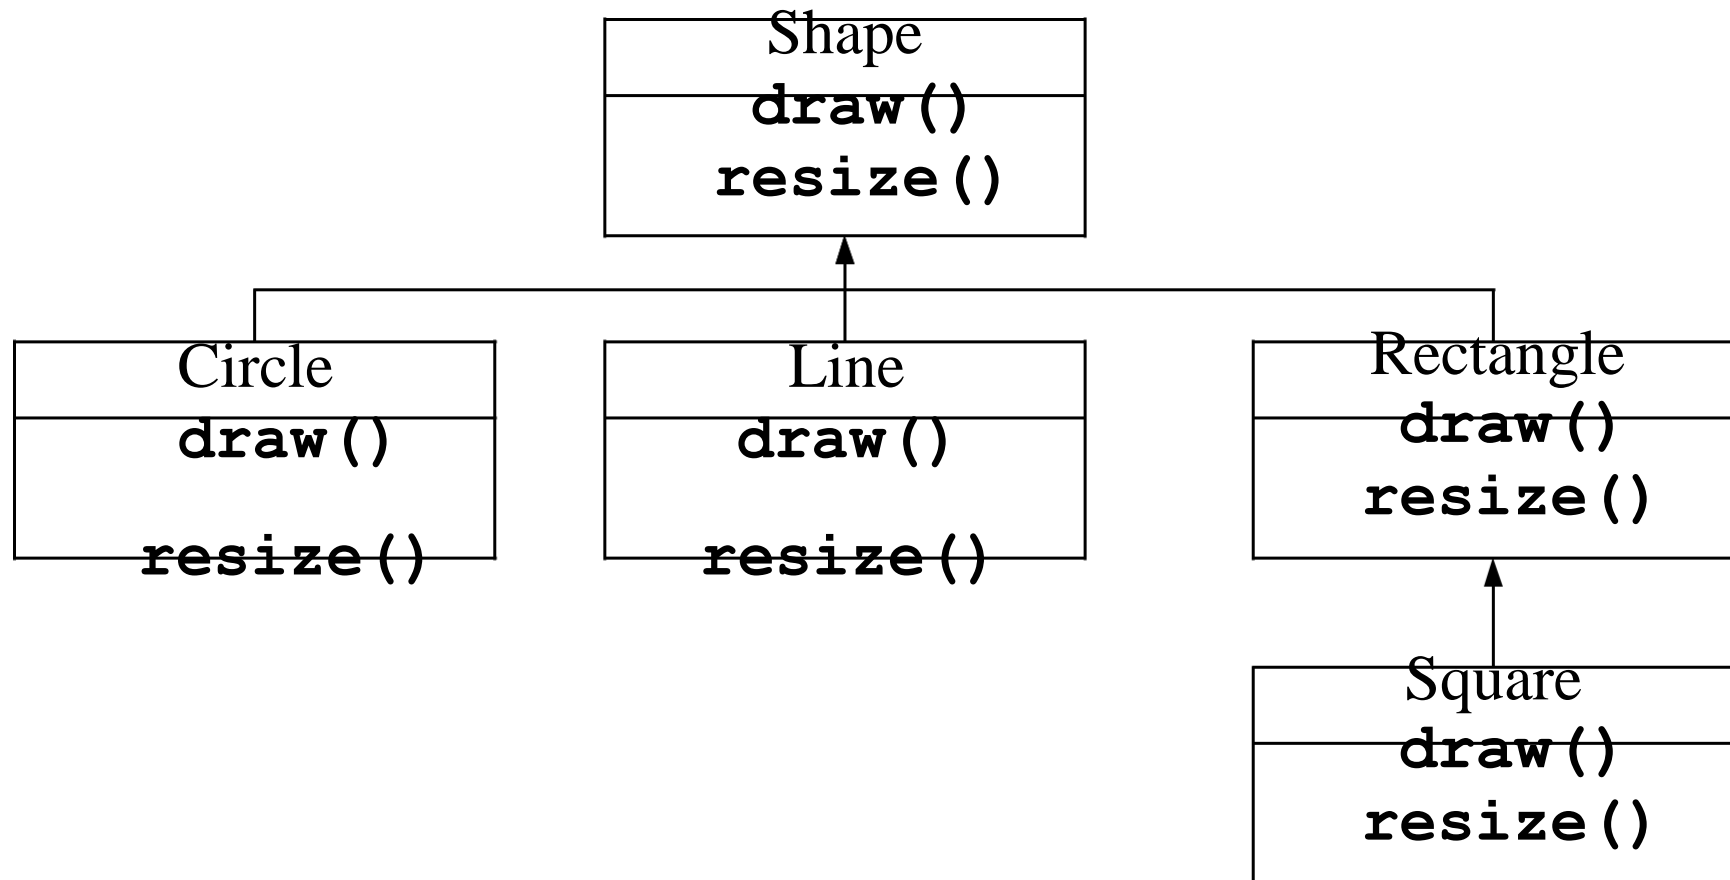 Shape
draw()
resize()
Circle
draw()
resize()
Line
draw()
resize()
Rectangle
draw()
resize()
Square
draw()
resize()